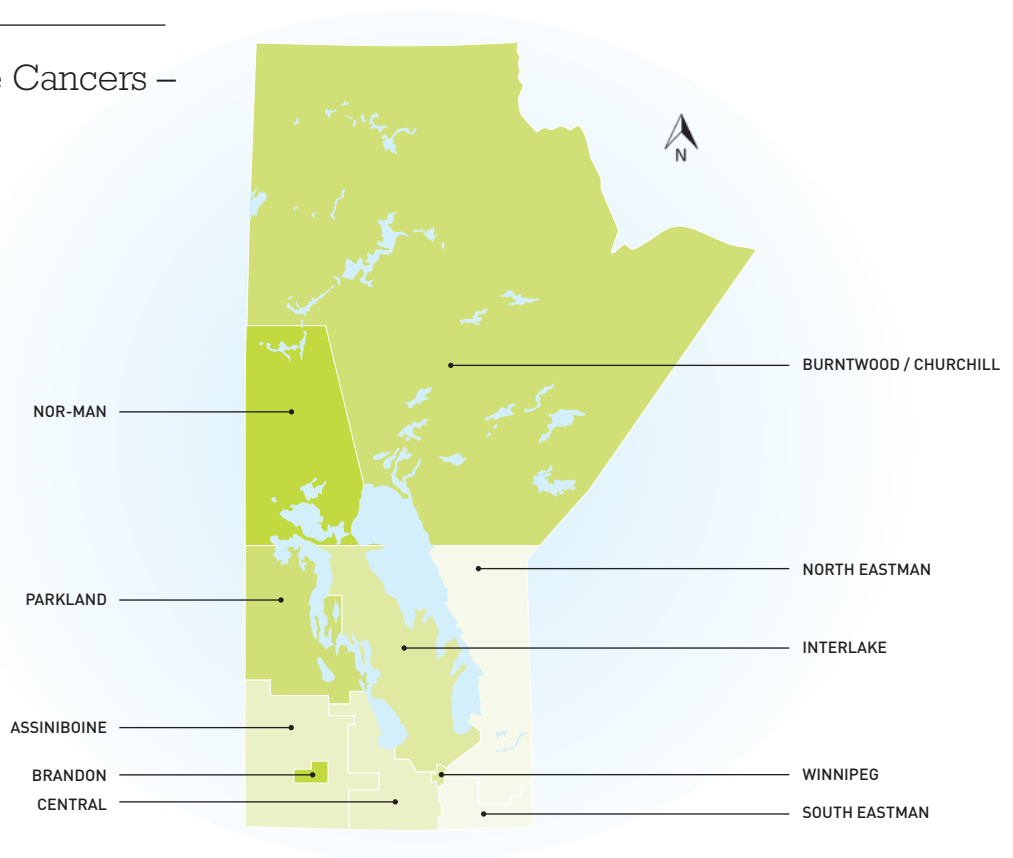 Cancers –
N
BURNTWOOD / CHURCHILL
NOR-MAN
NORTH EASTMAN
PARKLAND
INTERLAKE
ASSINIBOINE
BRANDON
WINNIPEG
CENTRAL
SOUTH EASTMAN